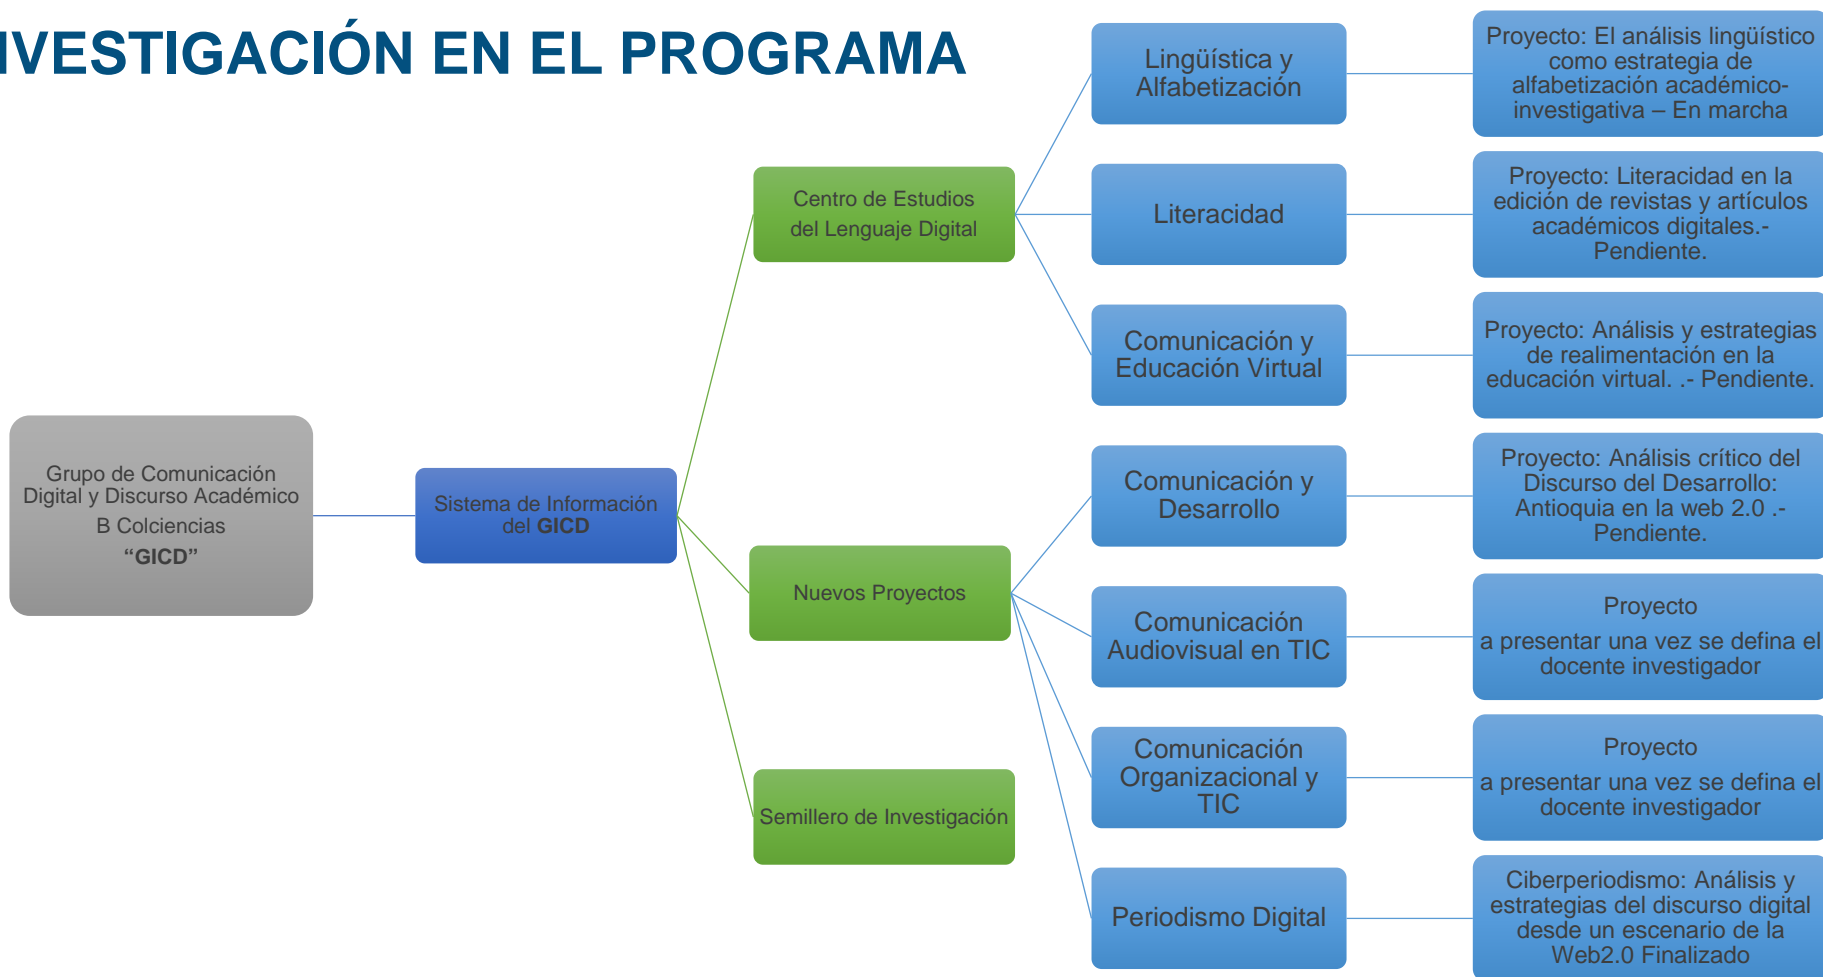 NVESTIGACIÓN EN EL PROGRAMA
Grupo de Comunicación
Digital y Discurso Académico
B Colciencias
“GICD”
Sistema de Información
del GICD
Centro de Estudios
del Lenguaje Digital
Nuevos Proyectos
Semillero de Investigación
Lingüística y
Alfabetización
Proyecto: El análisis lingüístico
como estrategia de
alfabetización académico-
investigativa – En marcha
Literacidad
Proyecto: Literacidad en la
edición de revistas y artículos
académicos digitales.-
Pendiente.
Comunicación y
Educación Virtual
Proyecto: Análisis y estrategias
de realimentación en la
educación virtual. .- Pendiente.
Comunicación y
Desarrollo
Proyecto: Análisis crítico del
Discurso del Desarrollo:
Antioquia en la web 2.0 .-
Pendiente.
Comunicación
Audiovisual en TIC
Proyecto
a presentar una vez se defina el
docente investigador
Comunicación
Organizacional y
TIC
Proyecto
a presentar una vez se defina el
docente investigador
Periodismo Digital
Ciberperiodismo: Análisis y
estrategias del discurso digital
desde un escenario de la
Web2.0 Finalizado